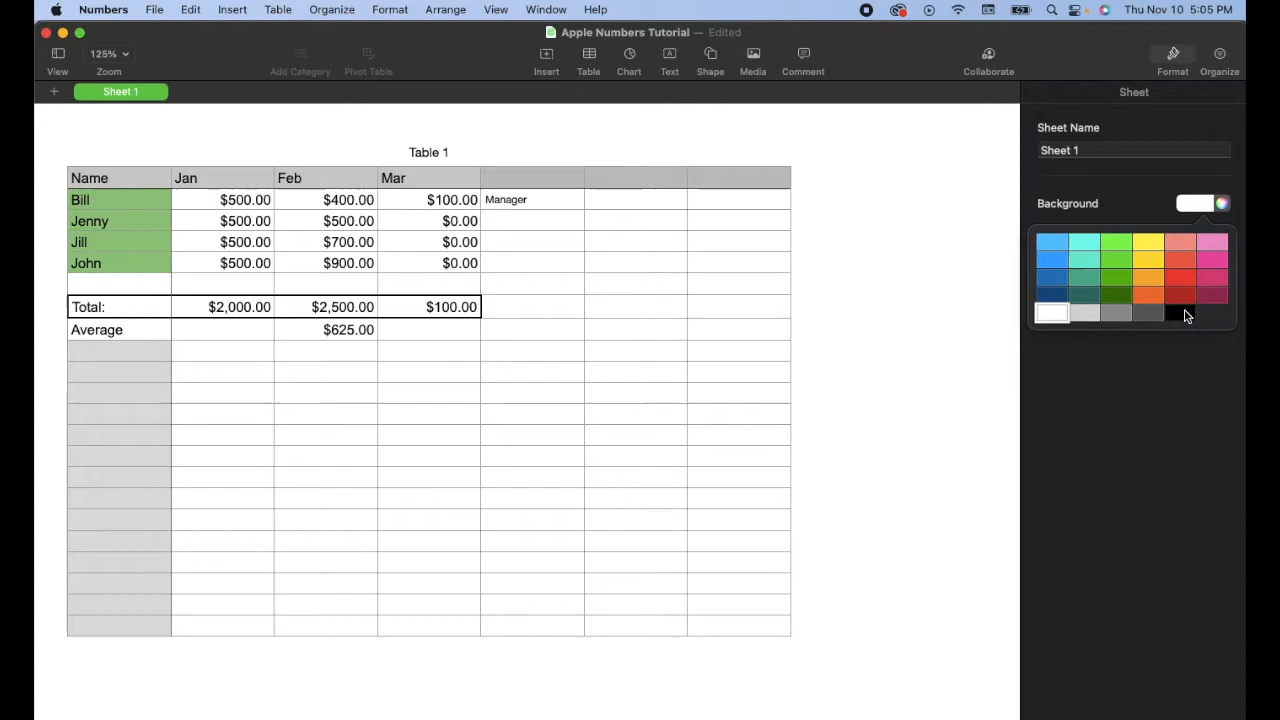 Numbers File Edit Insert Table Organize Format Arrange View Window Help Thu Nov 10 5:05 PM
Apple Numbers Tutorial — Edited
125%
View Zoom Add Category Pivot Table Insert Table Chart Text Shape Media Comment Collaborate Format Organize
+ Sheet 1 Sheet
Sheet Name
Sheet 1
Background
Table 1
Name Jan Feb Mar
Bill $500.00 $400.00 $100.00 Manager
Jenny $500.00 $500.00 $0.00
Jill $500.00 $700.00 $0.00
John $500.00 $900.00 $0.00
Total: $2,000.00 $2,500.00 $100.00
Average $625.00